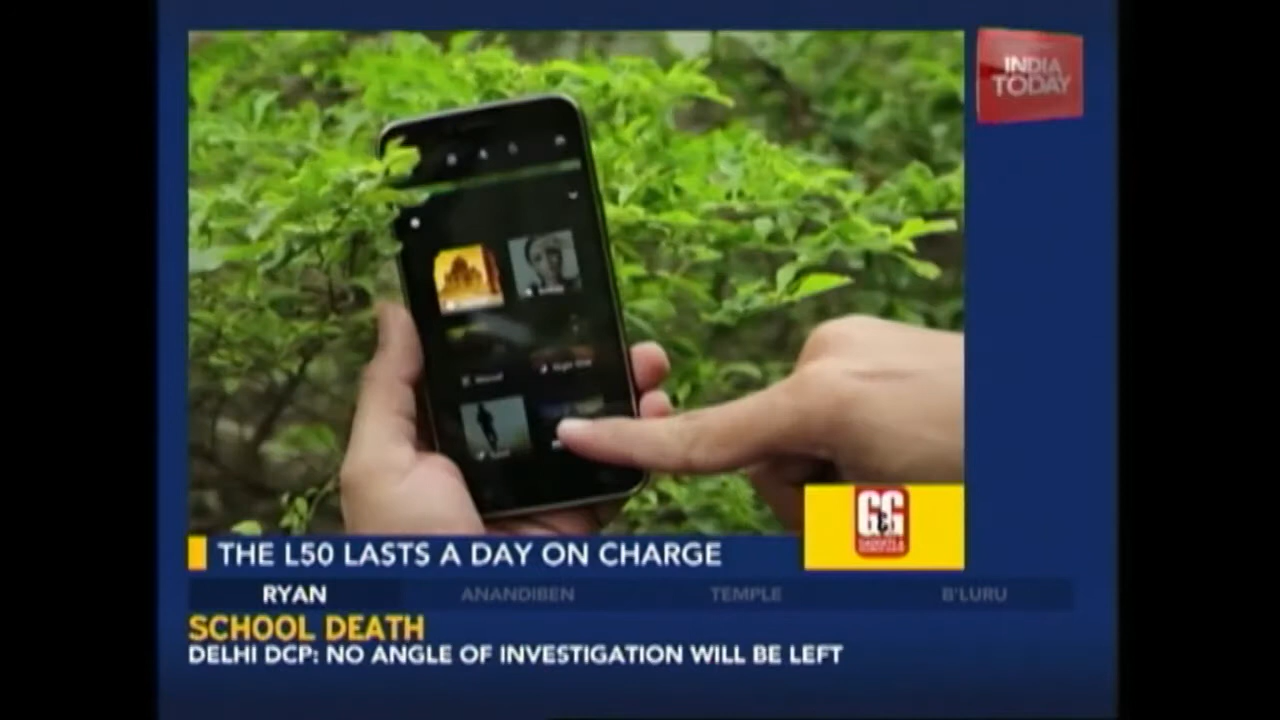 INDIA
TODAY
G&G
THE L50 LASTS A DAY ON CHARGE
RYAN ANANDIBEN TEMPLE B'LURU
SCHOOL DEATH
DELHI DCP: NO ANGLE OF INVESTIGATION WILL BE LEFT